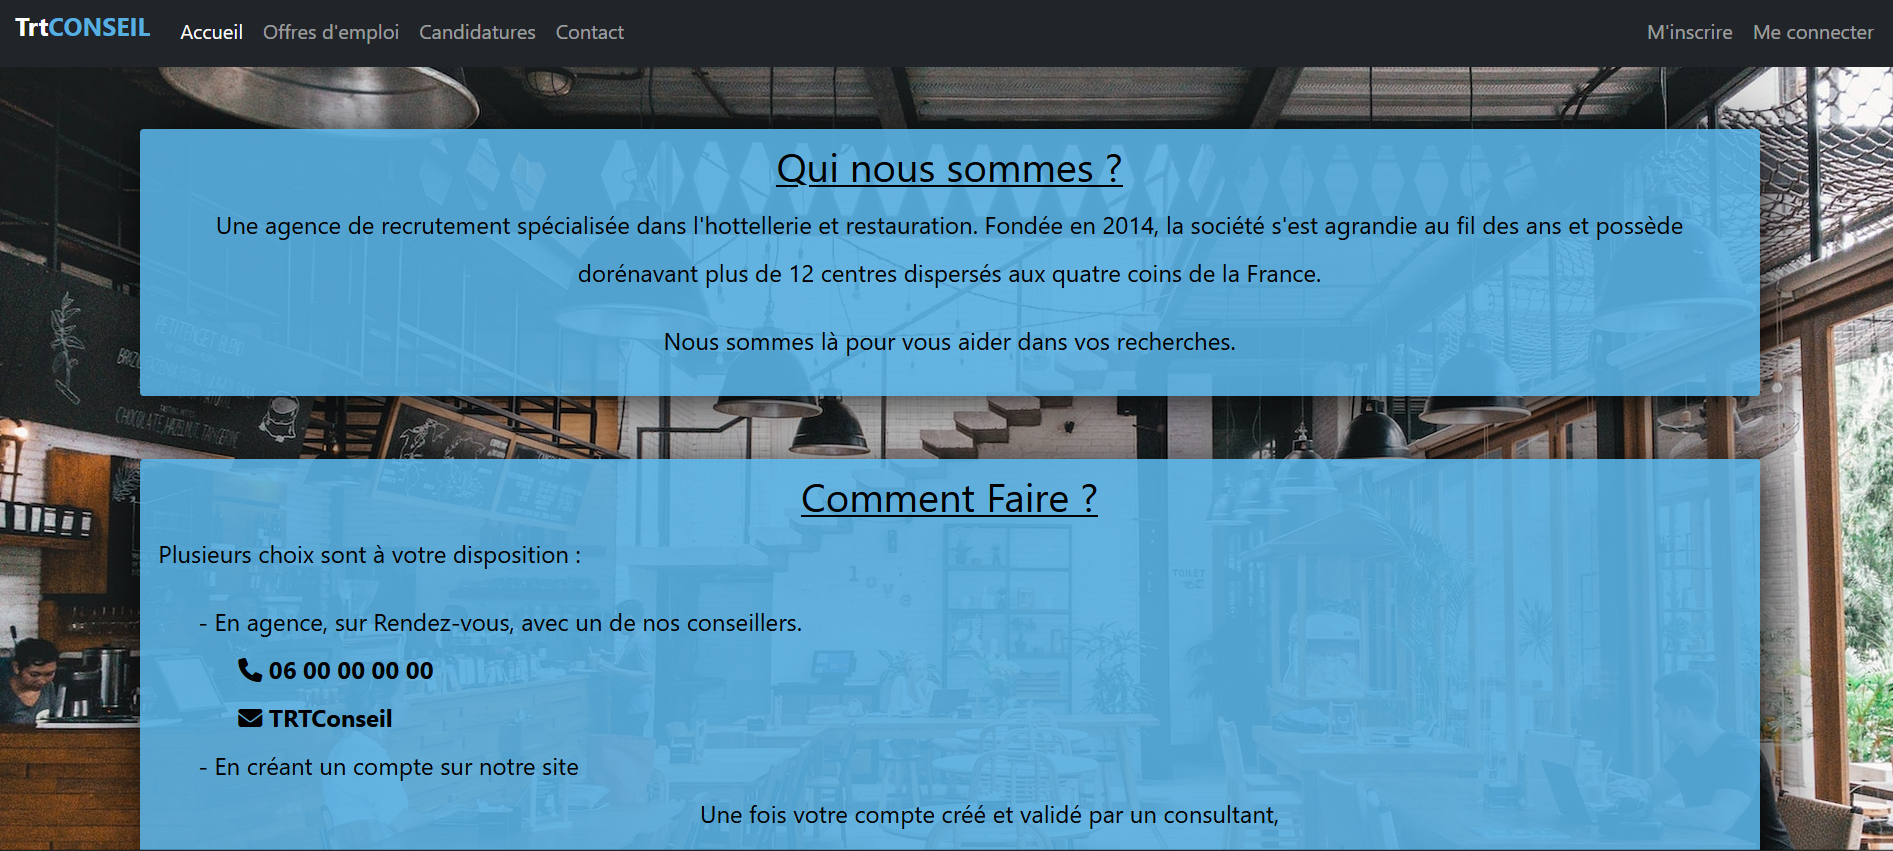 TrtCONSEIL Accueil Offres d'emploi Candidatures Contact M'inscrire Me connecter
Qui nous sommes ?
Une agence de recrutement spécialisée dans l'hottellerie et restauration. Fondée en 2014, la société s'est agrandie au fil des ans et possède
dorénavant plus de 12 centres dispersés aux quatre coins de la France.
Nous sommes là pour vous aider dans vos recherches.
CHOCOLATE, HAZELNUT, TANGERINE
Comment Faire ?
Plusieurs choix sont à votre disposition :
love
TOILET
- En agence, sur Rendez-vous, avec un de nos conseillers.
06 00 00 00 00
TRTConseil
- En créant un compte sur notre site
Une fois votre compte créé et validé par un consultant,